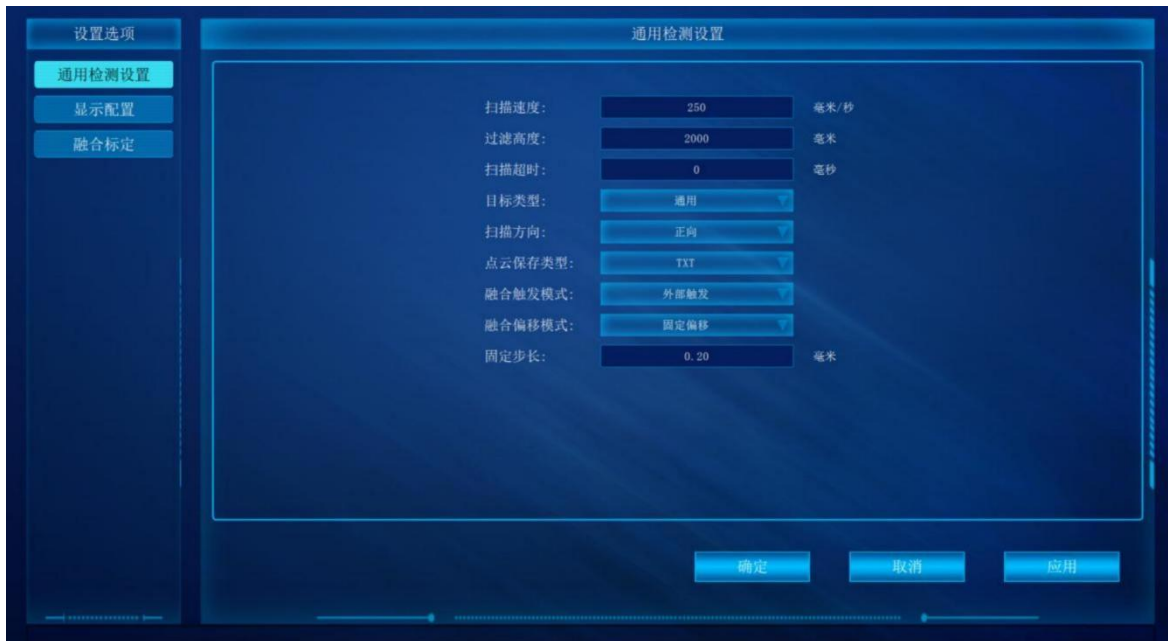 设置选项
通用检测设置
显示配置
融合标定
通用检测设置
扫描速度: 250 毫米/秒
过滤高度: 2000 毫米
扫描超时: 0 毫秒
目标类型: 通用
扫描方向: 正向
点云保存类型: TXT
融合触发模式: 外部触发
融合偏移模式: 固定偏移
固定步长: 0.20 毫米
确定 取消 应用